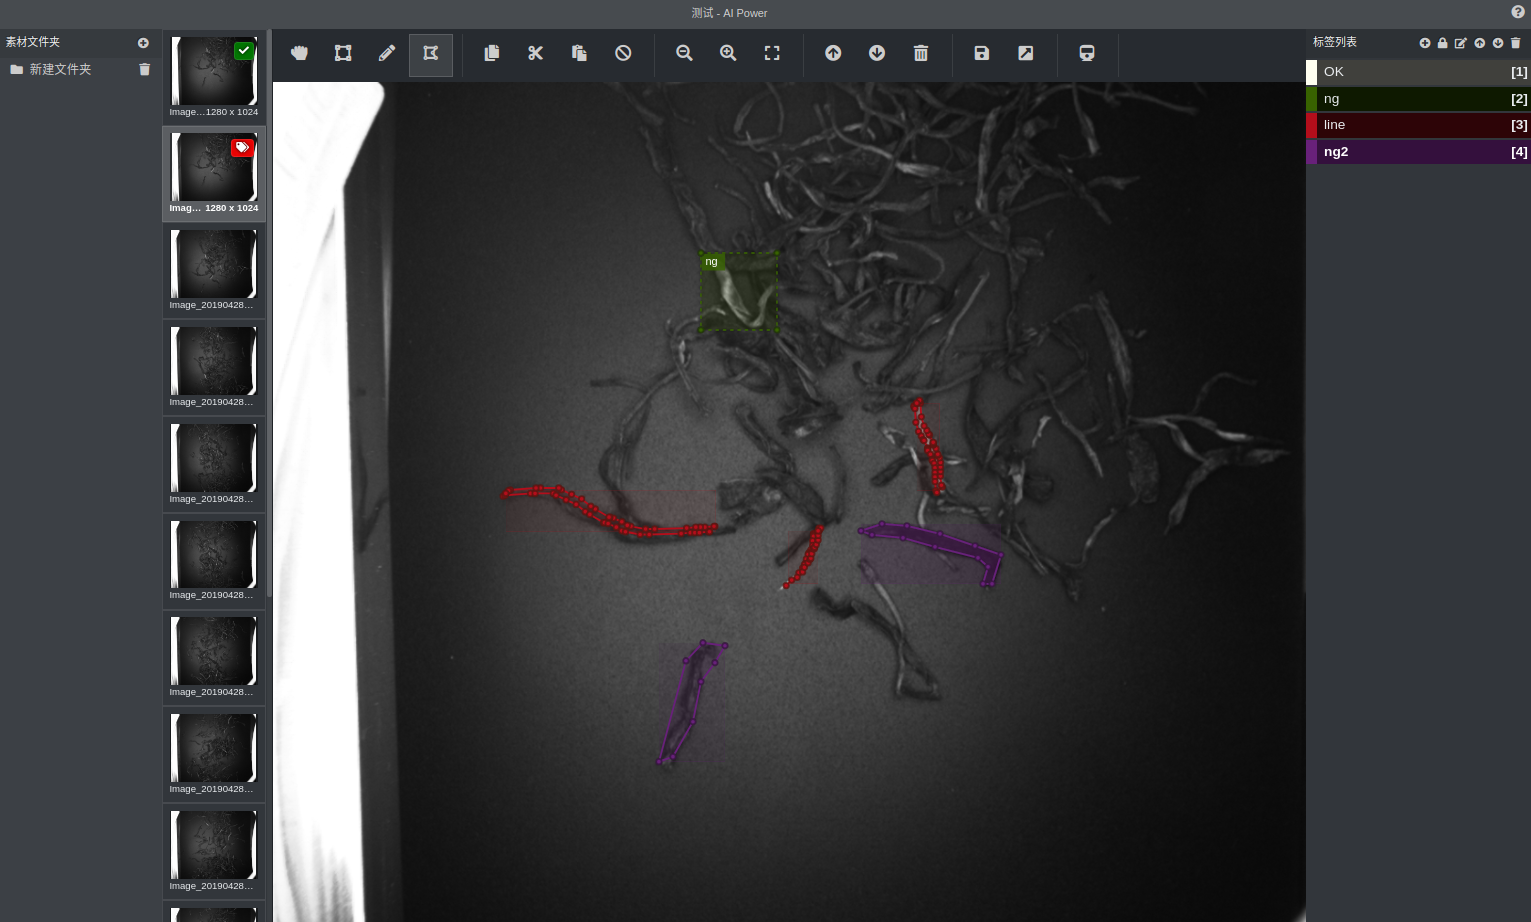 测试 - AI Power
素材文件夹
新建文件夹
Image…1280 x 1024
Imag… 1280 x 1024
Image_20190428…
Image_20190428…
Image_20190428…
Image_20190428…
Image_20190428…
Image_20190428…
Image_20190428…
ng
标签列表
OK [1]
ng [2]
line [3]
ng2 [4]